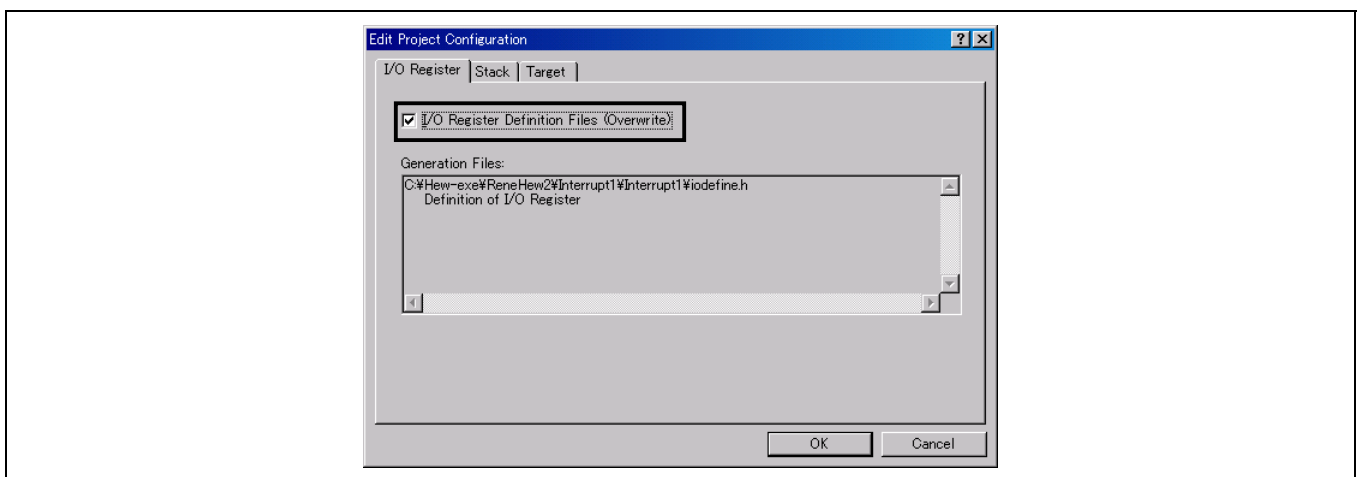 Edit Project Configuration
I/O Register Stack Target
I/O Register Definition Files (Overwrite)
Generation Files:
C:¥Hew-exe¥ReneHew2¥Interrupt1¥Interrupt1¥iodefine.h
Definition of I/O Register
OK Cancel